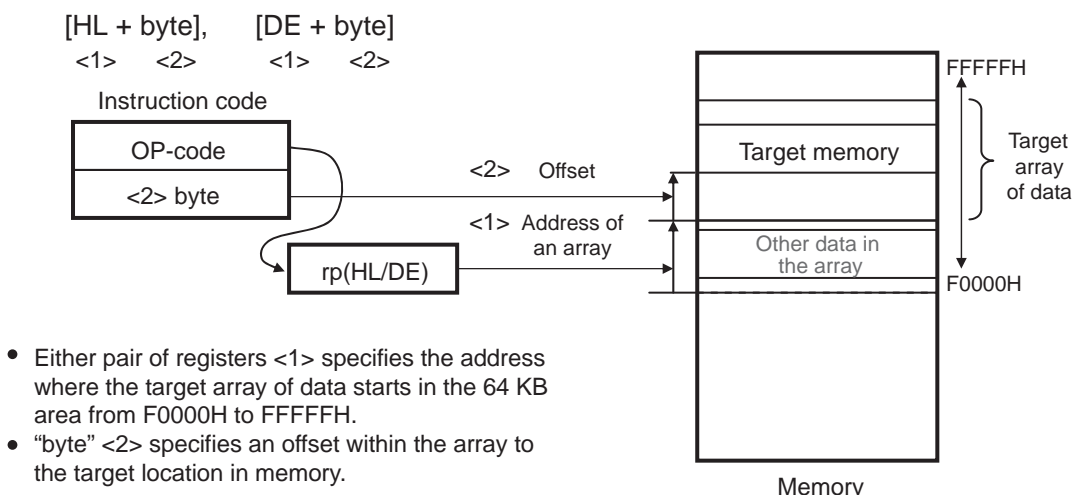 [HL + byte], [DE + byte]
<1> <2> <1> <2>
Instruction code
OP-code
<2> byte
rp(HL/DE)
<2> Offset
<1> Address of
an array
Target memory
Other data in
the array
FFFFFH
Target
array
of data
F0000H
Memory
• Either pair of registers <1> specifies the address
where the target array of data starts in the 64 KB
area from F0000H to FFFFFH.
• “byte” <2> specifies an offset within the array to
the target location in memory.